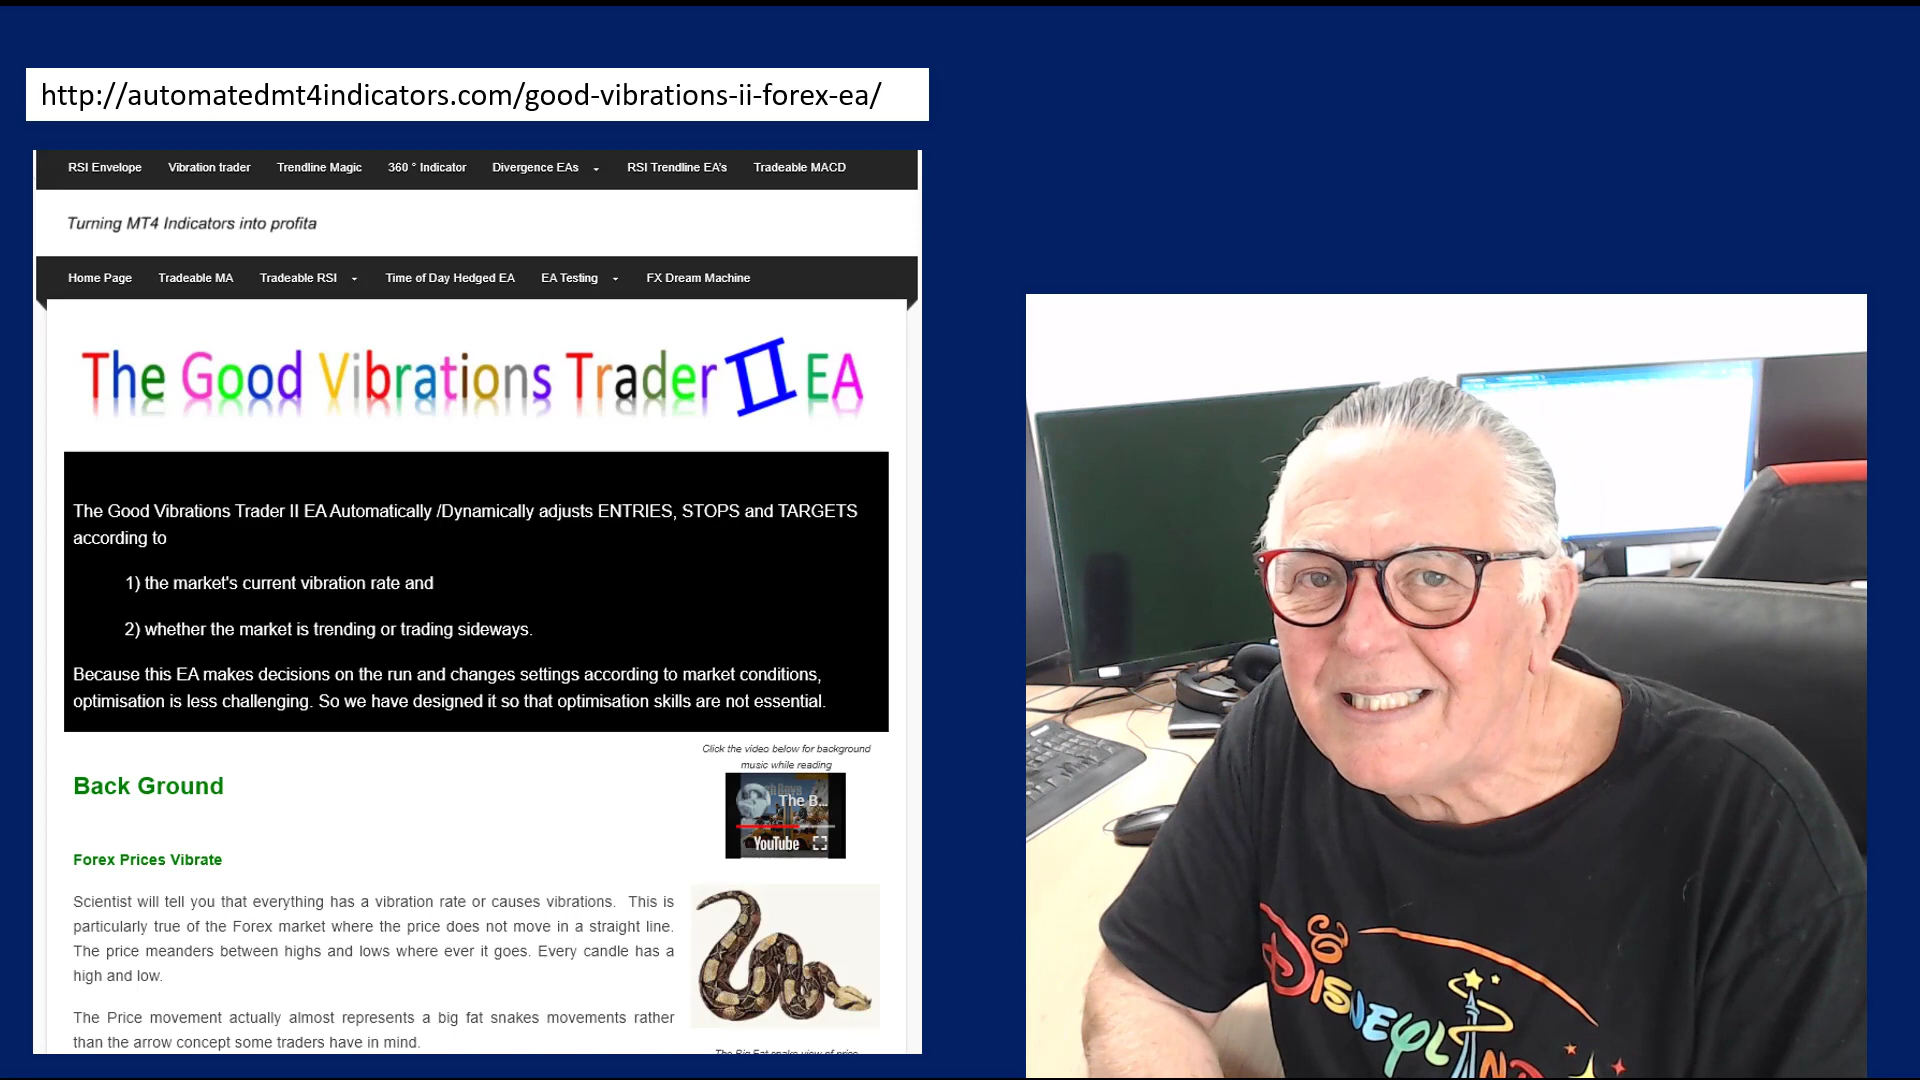 http://automatedmt4indicators.com/good-vibrations-ii-forex-ea/
RSI Envelope Vibration trader Trendline Magic 360 ° Indicator Divergence EAs RSI Trendline EA's Tradeable MACD
Turning MT4 Indicators into profita
Home Page Tradeable MA Tradeable RSI Time of Day Hedged EA EA Testing FX Dream Machine
The Good Vibrations Trader II EA
The Good Vibrations Trader II EA Automatically /Dynamically adjusts ENTRIES, STOPS and TARGETS
according to
1) the market's current vibration rate and
2) whether the market is trending or trading sideways.
Because this EA makes decisions on the run and changes settings according to market conditions,
optimisation is less challenging. So we have designed it so that optimisation skills are not essential.
Click the video below for background
music while reading
The B...
YouTube
Back Ground
Forex Prices Vibrate
Scientist will tell you that everything has a vibration rate or causes vibrations. This is
particularly true of the Forex market where the price does not move in a straight line.
The price meanders between highs and lows where ever it goes. Every candle has a
high and low.
The Price movement actually almost represents a big fat snakes movements rather
than the arrow concept some traders have in mind.
The Big Fat snake view of price
DISNEYLAND